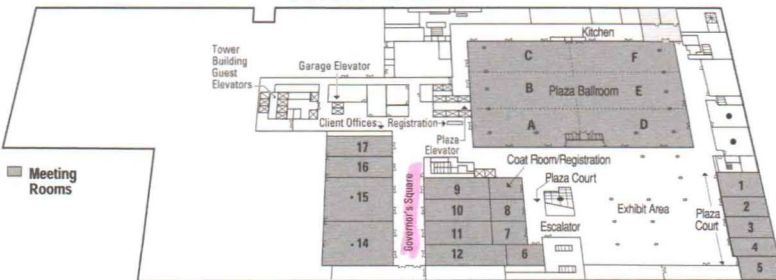 Kitchen
C
F
Tower
Building
Guest
Elevators
Garage Elevator
B
Plaza Ballroom
E
Client Offices
Registration
A
D
Plaza
Elevator
17
16
15
14
Meeting
Rooms
Governor's Square
Coat Room/Registration
Plaza Court
9
10
8
11
7
12
6
Escalator
Exhibit Area
Plaza
Court
1
2
3
4
5